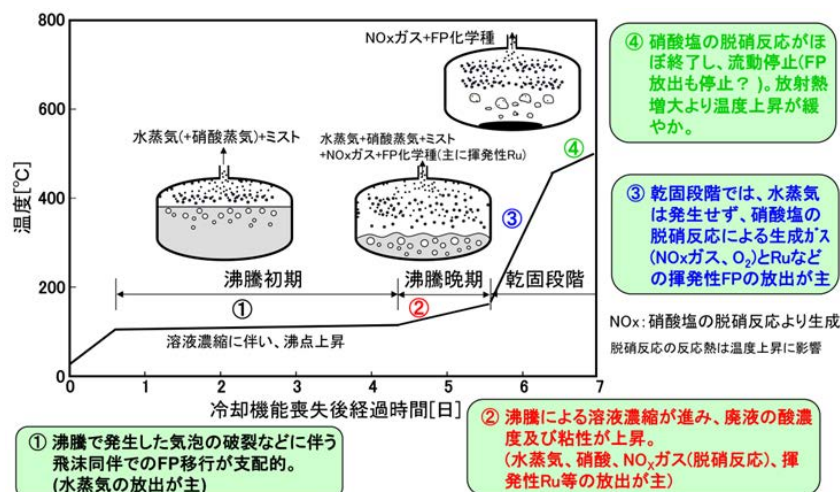 800
600
400
200
0
温度[℃]
0
1
2
3
4
5
6
7
冷却機能喪失後経過時間[日]
NOxガス+FP化学種
水蒸気(+硝酸蒸気)+ミスト
水蒸気+硝酸蒸気+ミスト
+NOxガス+FP化学種(主に揮発性Ru)
沸騰初期
沸騰晩期
乾固段階
①
②
③
④
溶液濃縮に伴い、沸点上昇
④ 硝酸塩の脱硝反応がほ
ぼ終了し、流動停止(FP
放出も停止？)。放射熱
増大より温度上昇が緩
やか。
③ 乾固段階では、水蒸気
は発生せず、硝酸塩の
脱硝反応による生成ガス
(NOxガス、O₂)とRuなど
の揮発性FPの放出が主
NOx：硝酸塩の脱硝反応より生成
脱硝反応の反応熱は温度上昇に影響
① 沸騰で発生した気泡の破裂などに伴う
飛沫同伴でのFP移行が支配的。
(水蒸気の放出が主)
② 沸騰による溶液濃縮が進み、廃液の酸濃
度及び粘性が上昇。
(水蒸気、硝酸、NOxガス(脱硝反応)、揮
発性Ru等の放出が主)